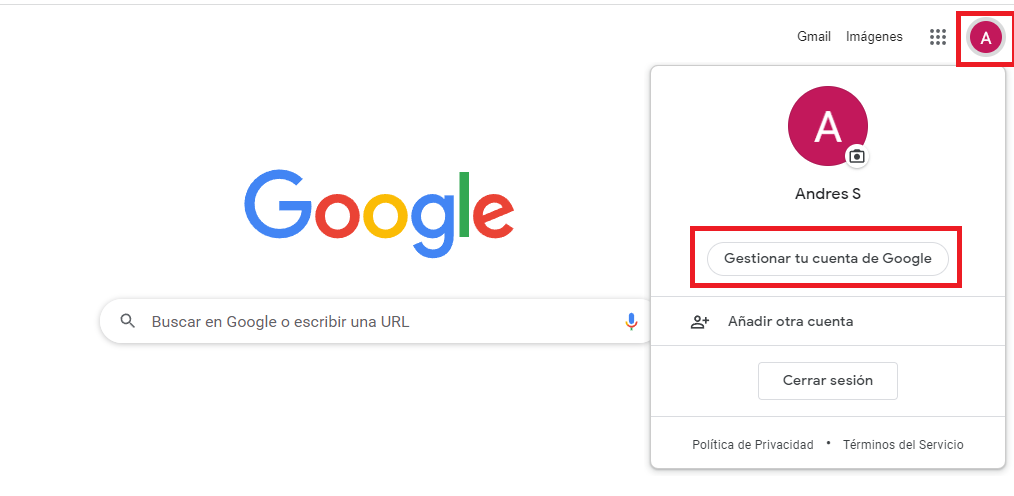 Gmail Imágenes A
A
Andres S
Google
Gestionar tu cuenta de Google
Buscar en Google o escribir una URL
Añadir otra cuenta
Cerrar sesión
Política de Privacidad • Términos del Servicio